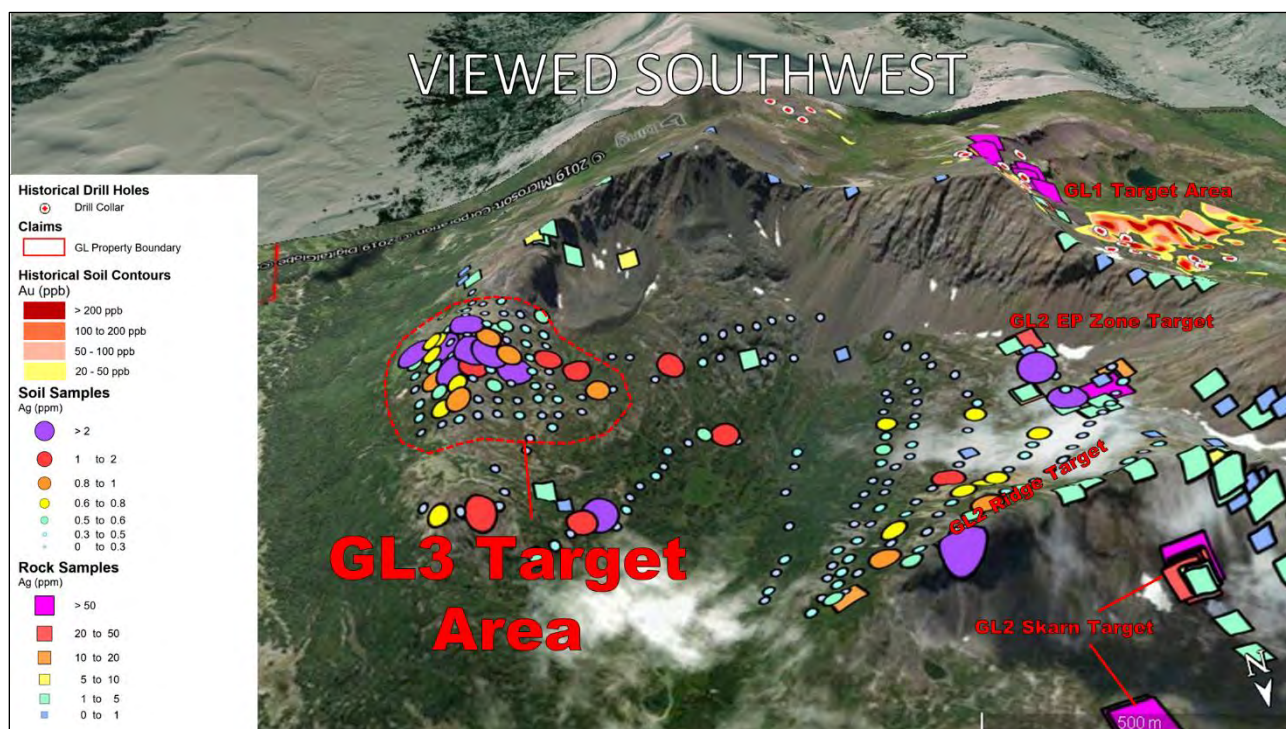 VIEWED SOUTHWEST
Historical Drill Holes
Drill Collar
Claims
GL Property Boundary
Historical Soil Contours
Au (ppb)
> 200 ppb
100 to 200 ppb
50 - 100 ppb
20 - 50 ppb
Soil Samples
Ag (ppm)
> 2
1 to 2
0.8 to 1
0.6 to 0.8
0.5 to 0.6
0.3 to 0.5
0 to 0.3
Rock Samples
Ag (ppm)
> 50
20 to 50
10 to 20
5 to 10
1 to 5
0 to 1
bing
© 2019 Microsoft Corporation © 2019 DigitalGlobe ©
GL1 Target Area
GL2 EP Zone Target
GL2 Ridge Target
GL3 Target
Area
GL2 Skarn Target
N
500 m